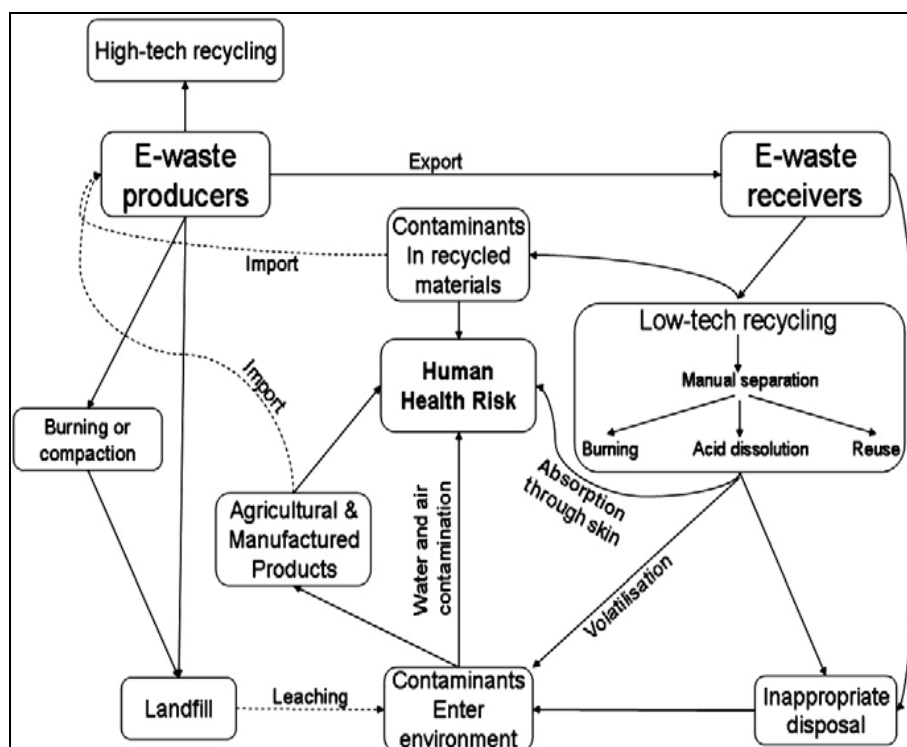 High-tech recycling
E-waste
producers
Export
E-waste
receivers
Contaminants
In recycled
materials
Import
Low-tech recycling
Manual separation
Burning
Acid dissolution
Reuse
Human
Health Risk
Import
Burning or
compaction
Absorption
through skin
Agricultural &
Manufactured
Products
Water and air
contamination
Volatilisation
Landfill
Leaching
Contaminants
Enter
environment
Inappropriate
disposal